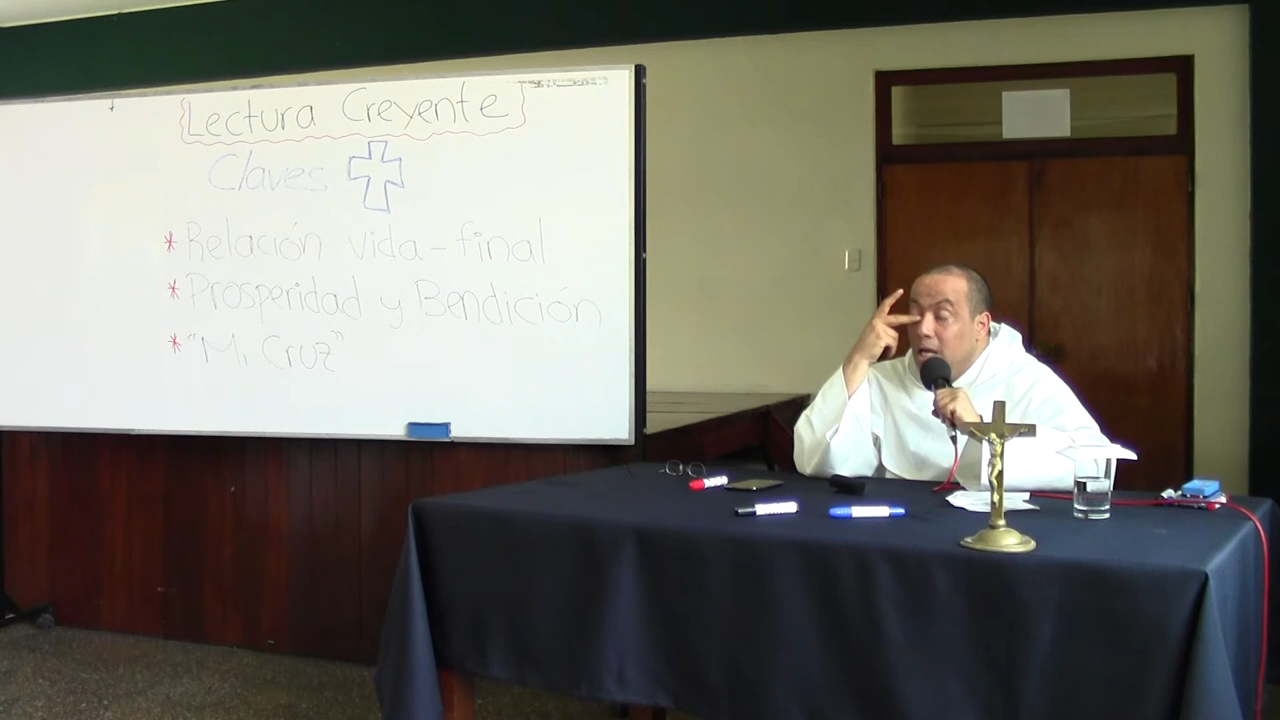 Lectura Creyente
Claves
* Relación vida - final
* Prosperidad y Bendición
* "Mi Cruz"